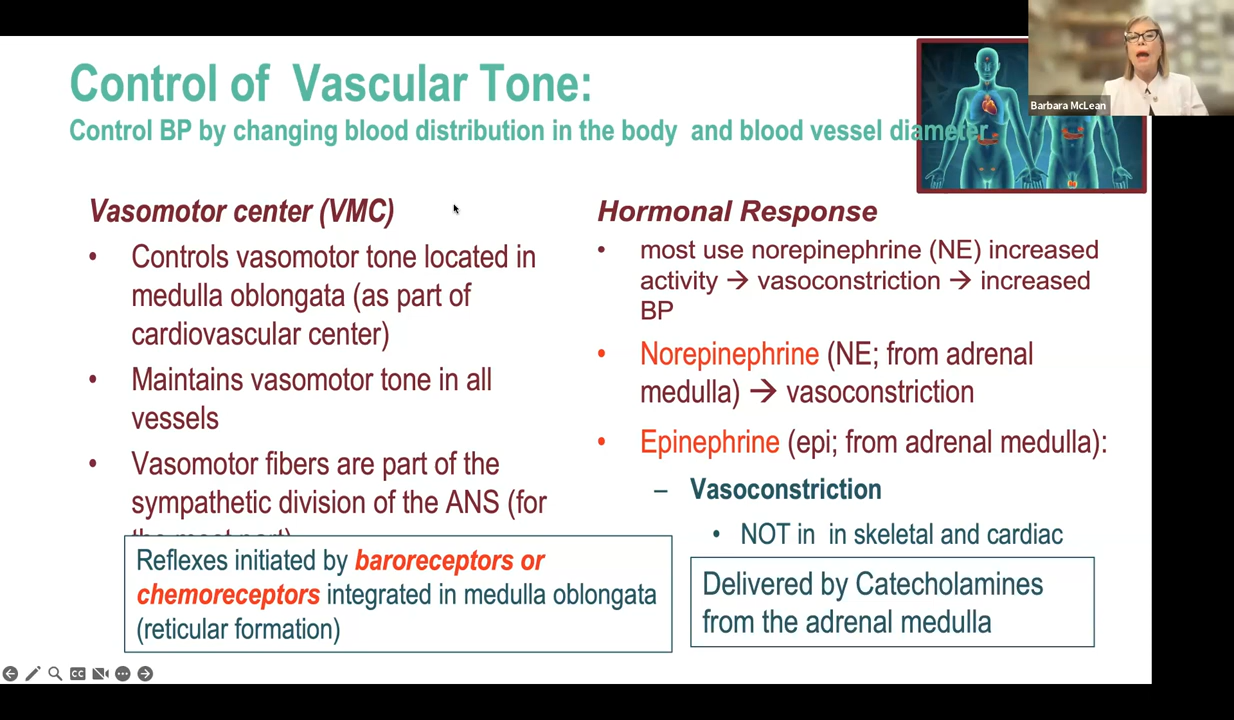 Barbara McLean
Control of Vascular Tone:
Control BP by changing blood distribution in the body and blood vessel diameter
Vasomotor center (VMC)
• Controls vasomotor tone located in
medulla oblongata (as part of
cardiovascular center)
• Maintains vasomotor tone in all
vessels
• Vasomotor fibers are part of the
sympathetic division of the ANS (for
the most part)
Reflexes initiated by baroreceptors or
chemoreceptors integrated in medulla oblongata
(reticular formation)
Hormonal Response
• most use norepinephrine (NE) increased
activity → vasoconstriction → increased
BP
• Norepinephrine (NE; from adrenal
medulla) → vasoconstriction
• Epinephrine (epi; from adrenal medulla):
– Vasoconstriction
• NOT in in skeletal and cardiac
Delivered by Catecholamines
from the adrenal medulla
CC